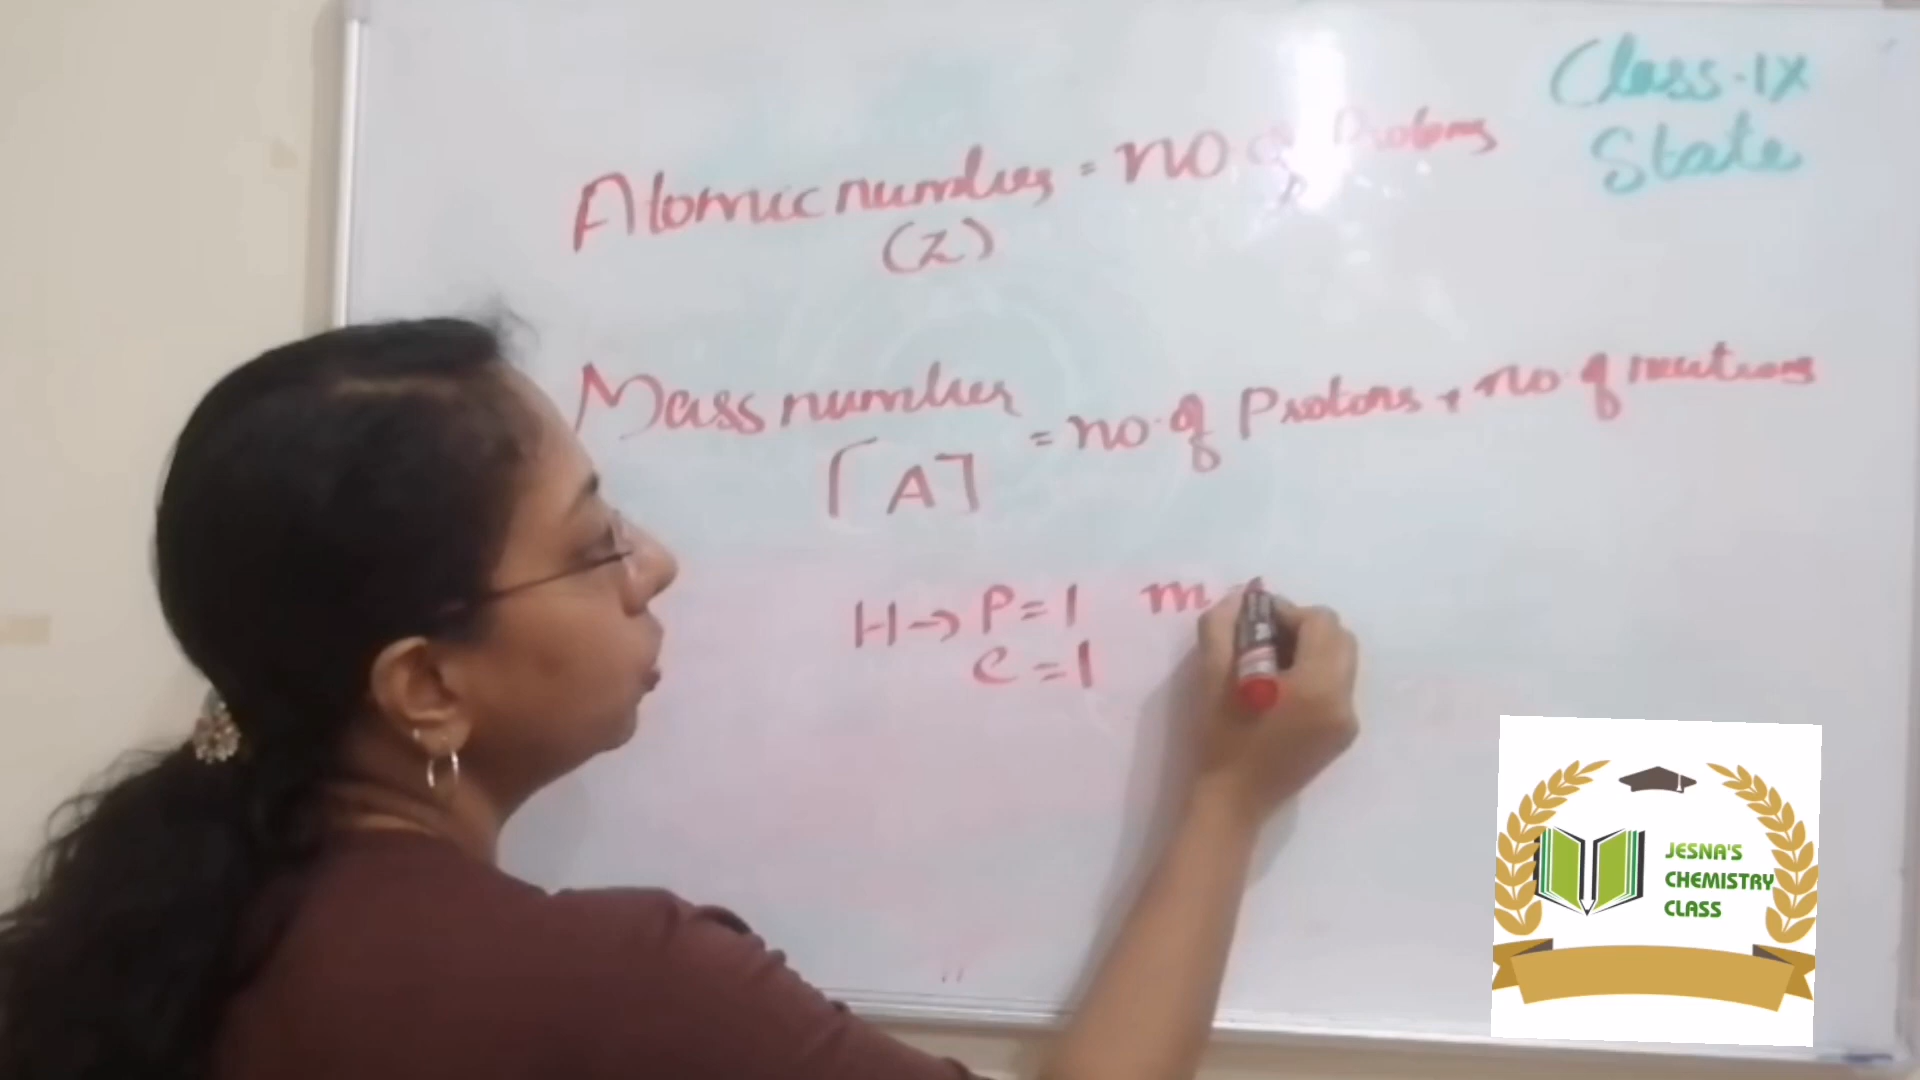 Class-IX
State
Atomic number = no of Protons
(Z)
Mass number = no. of Protons + no. of neutrons
[A]
H → P = 1 m
e = 1
JESNA'S
CHEMISTRY
CLASS